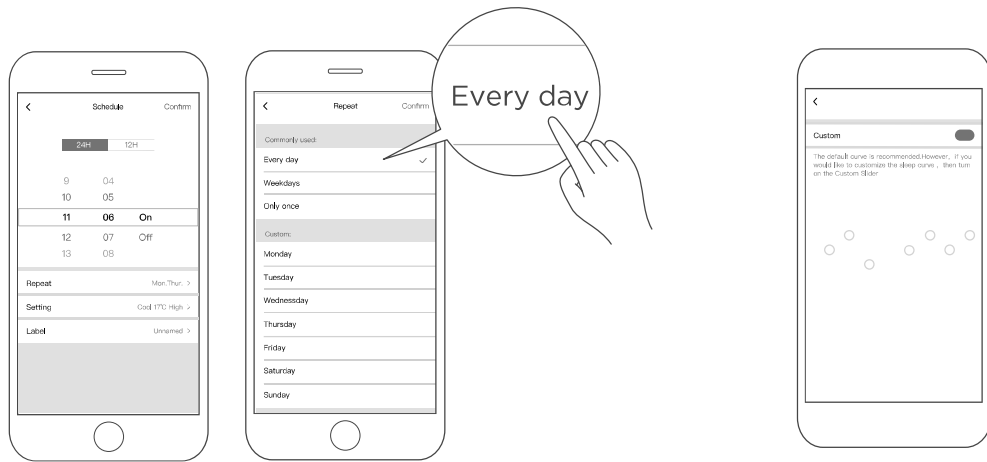 < Schedule Confirm
24H 12H
9 04
10 05
11 06 On
12 07 Off
13 08
Repeat Mon.Thur. >
Setting Cool 17°C High >
Label Unnamed >
< Repeat Confirm
Commonly used:
Every day
Weekdays
Only once
Custom:
Monday
Tuesday
Wednessday
Thursday
Friday
Saturday
Sunday
Every day
<
Custom
The default curve is recommended.However, if you
would like to customize the sleep curve , then turn
on the Custom Slider